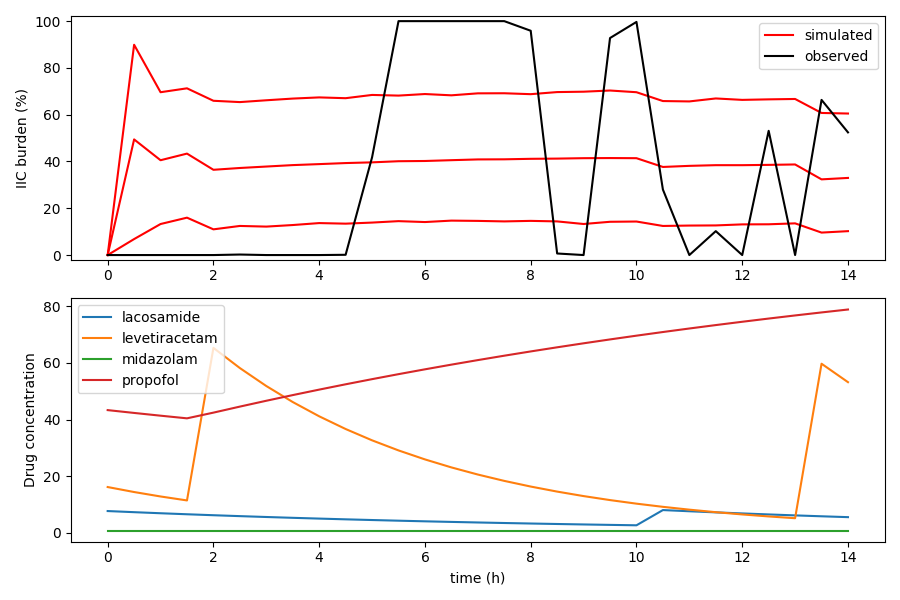 IIC burden (%)
100
80
60
40
20
0
simulated
observed
0 2 4 6 8 10 12 14
Drug concentration
80
60
40
20
0
lacosamide
levetiracetam
midazolam
propofol
0 2 4 6 8 10 12 14
time (h)